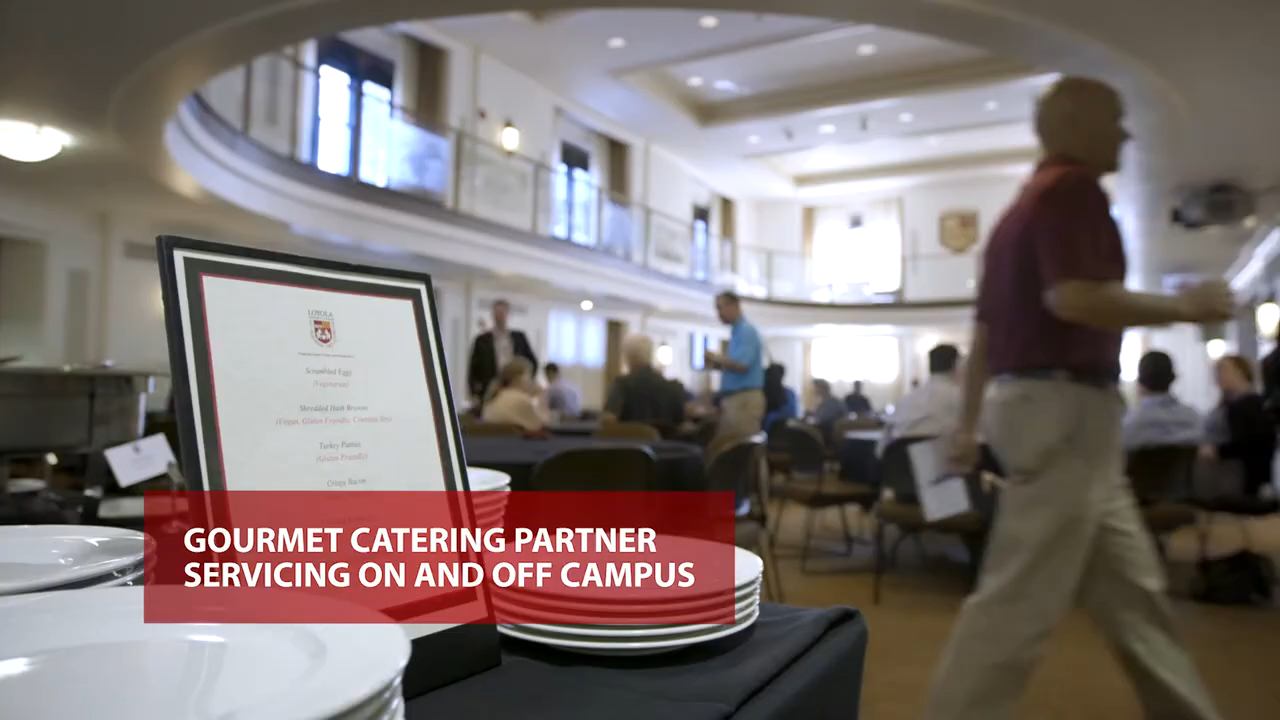 LOYOLA
Scrambled Eggs
(Vegetarian)
Shredded Hash Browns
(Vegan, Gluten Friendly, Contains Soy)
Turkey Patties
(Gluten Friendly)
Crispy Bacon
GOURMET CATERING PARTNER
SERVICING ON AND OFF CAMPUS